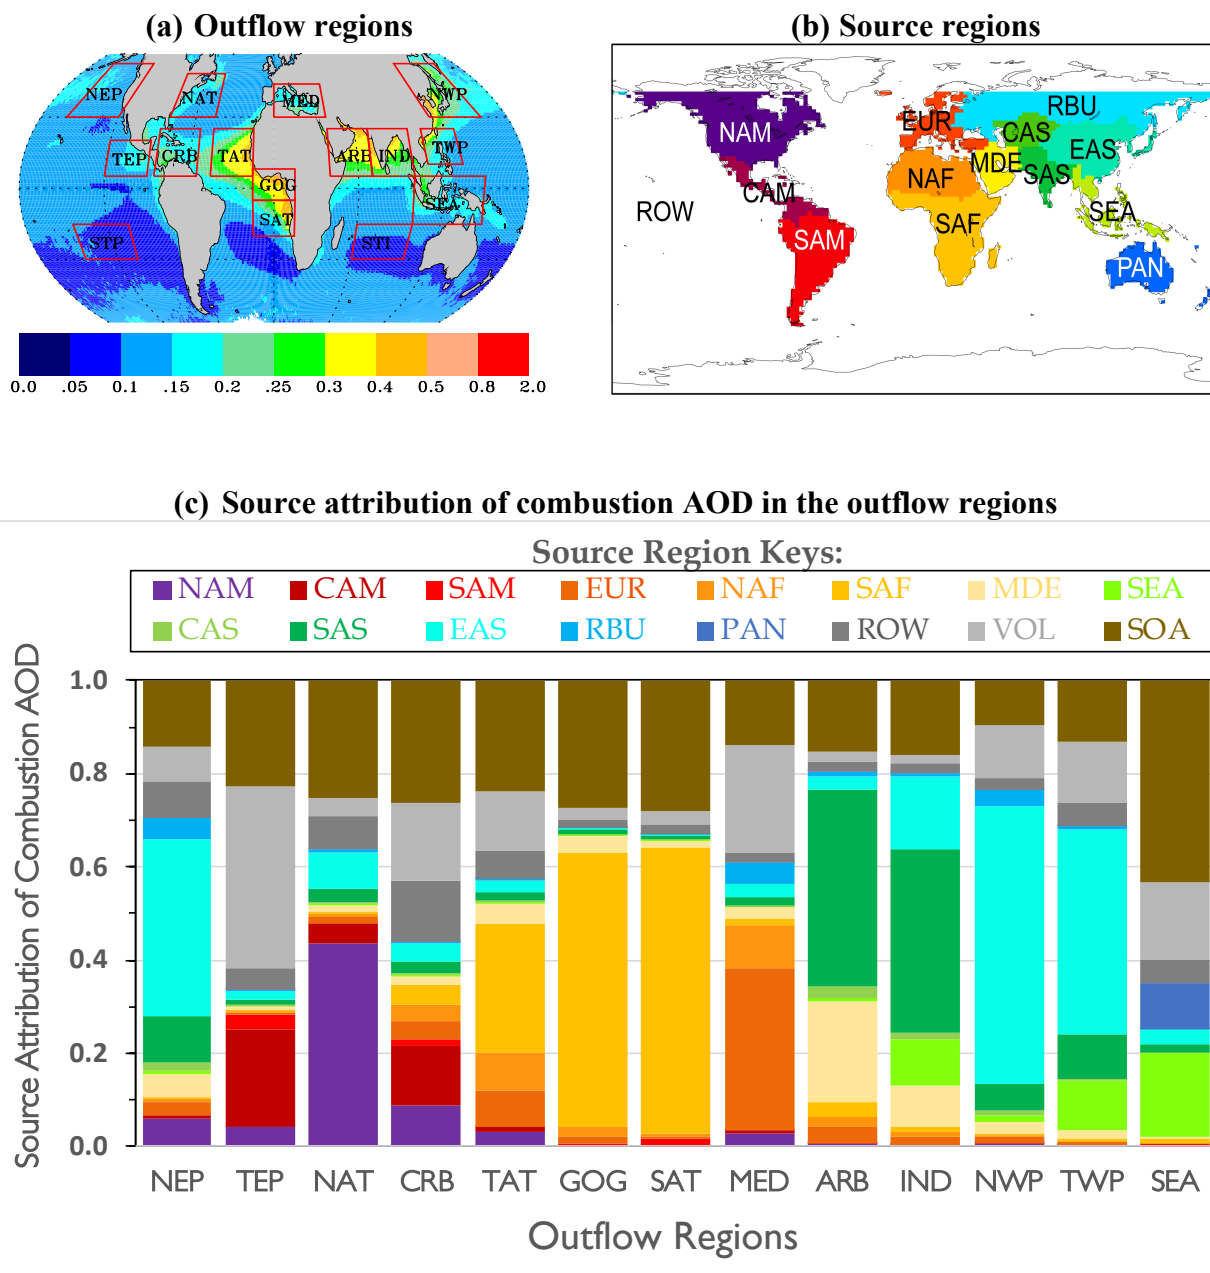 (a) Outflow regions
(b) Source regions
NEP
NAT
MED
NWP
TEP
CRB
TAT
ARB
IND
TWP
GOG
SEA
SAT
STP
STI
0.0 .05 0.1 .15 0.2 .25 0.3 0.4 0.5 0.8 2.0
RBU
NAM
EUR
CAS
EAS
MDE
SAS
NAF
CAM
ROW
SEA
SAF
SAM
PAN
(c) Source attribution of combustion AOD in the outflow regions
Source Region Keys:
NAM CAM SAM EUR NAF SAF MDE SEA
CAS SAS EAS RBU PAN ROW VOL SOA
Source Attribution of Combustion AOD
1.0
0.8
0.6
0.4
0.2
0.0
NEP TEP NAT CRB TAT GOG SAT MED ARB IND NWP TWP SEA
Outflow Regions